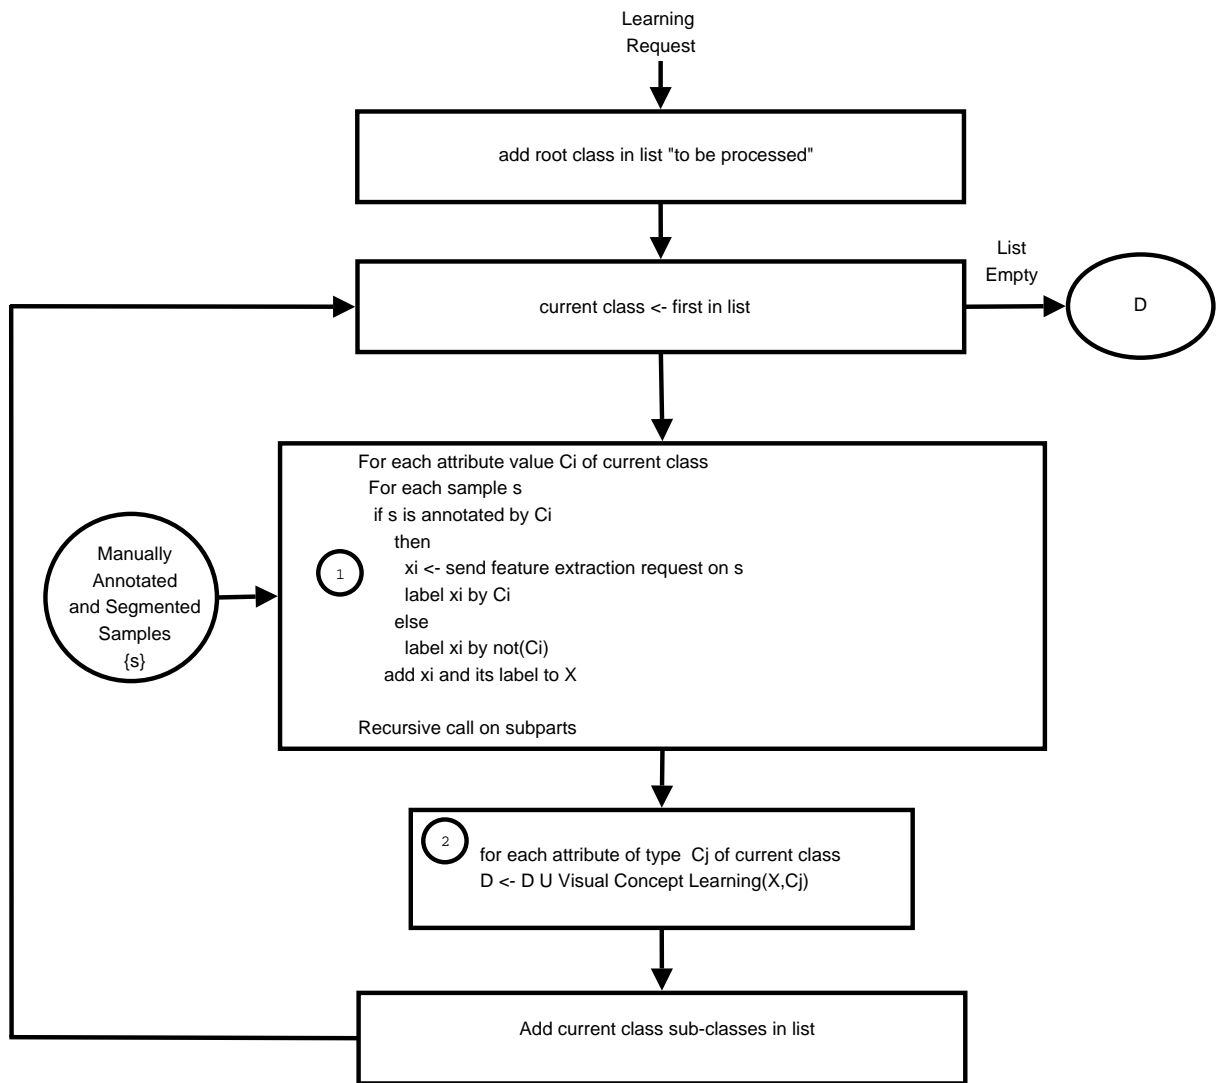 Learning
Request
add root class in list "to be processed"
List
Empty
current class <- first in list
D
For each attribute value Ci of current class
For each sample s
if s is annotated by Ci
then
xi <- send feature extraction request on s
label xi by Ci
else
label xi by not(Ci)
add xi and its label to X
Recursive call on subparts
1
Manually
Annotated
and Segmented
Samples
{s}
2
for each attribute of type Cj of current class
D <- D U Visual Concept Learning(X,Cj)
Add current class sub-classes in list